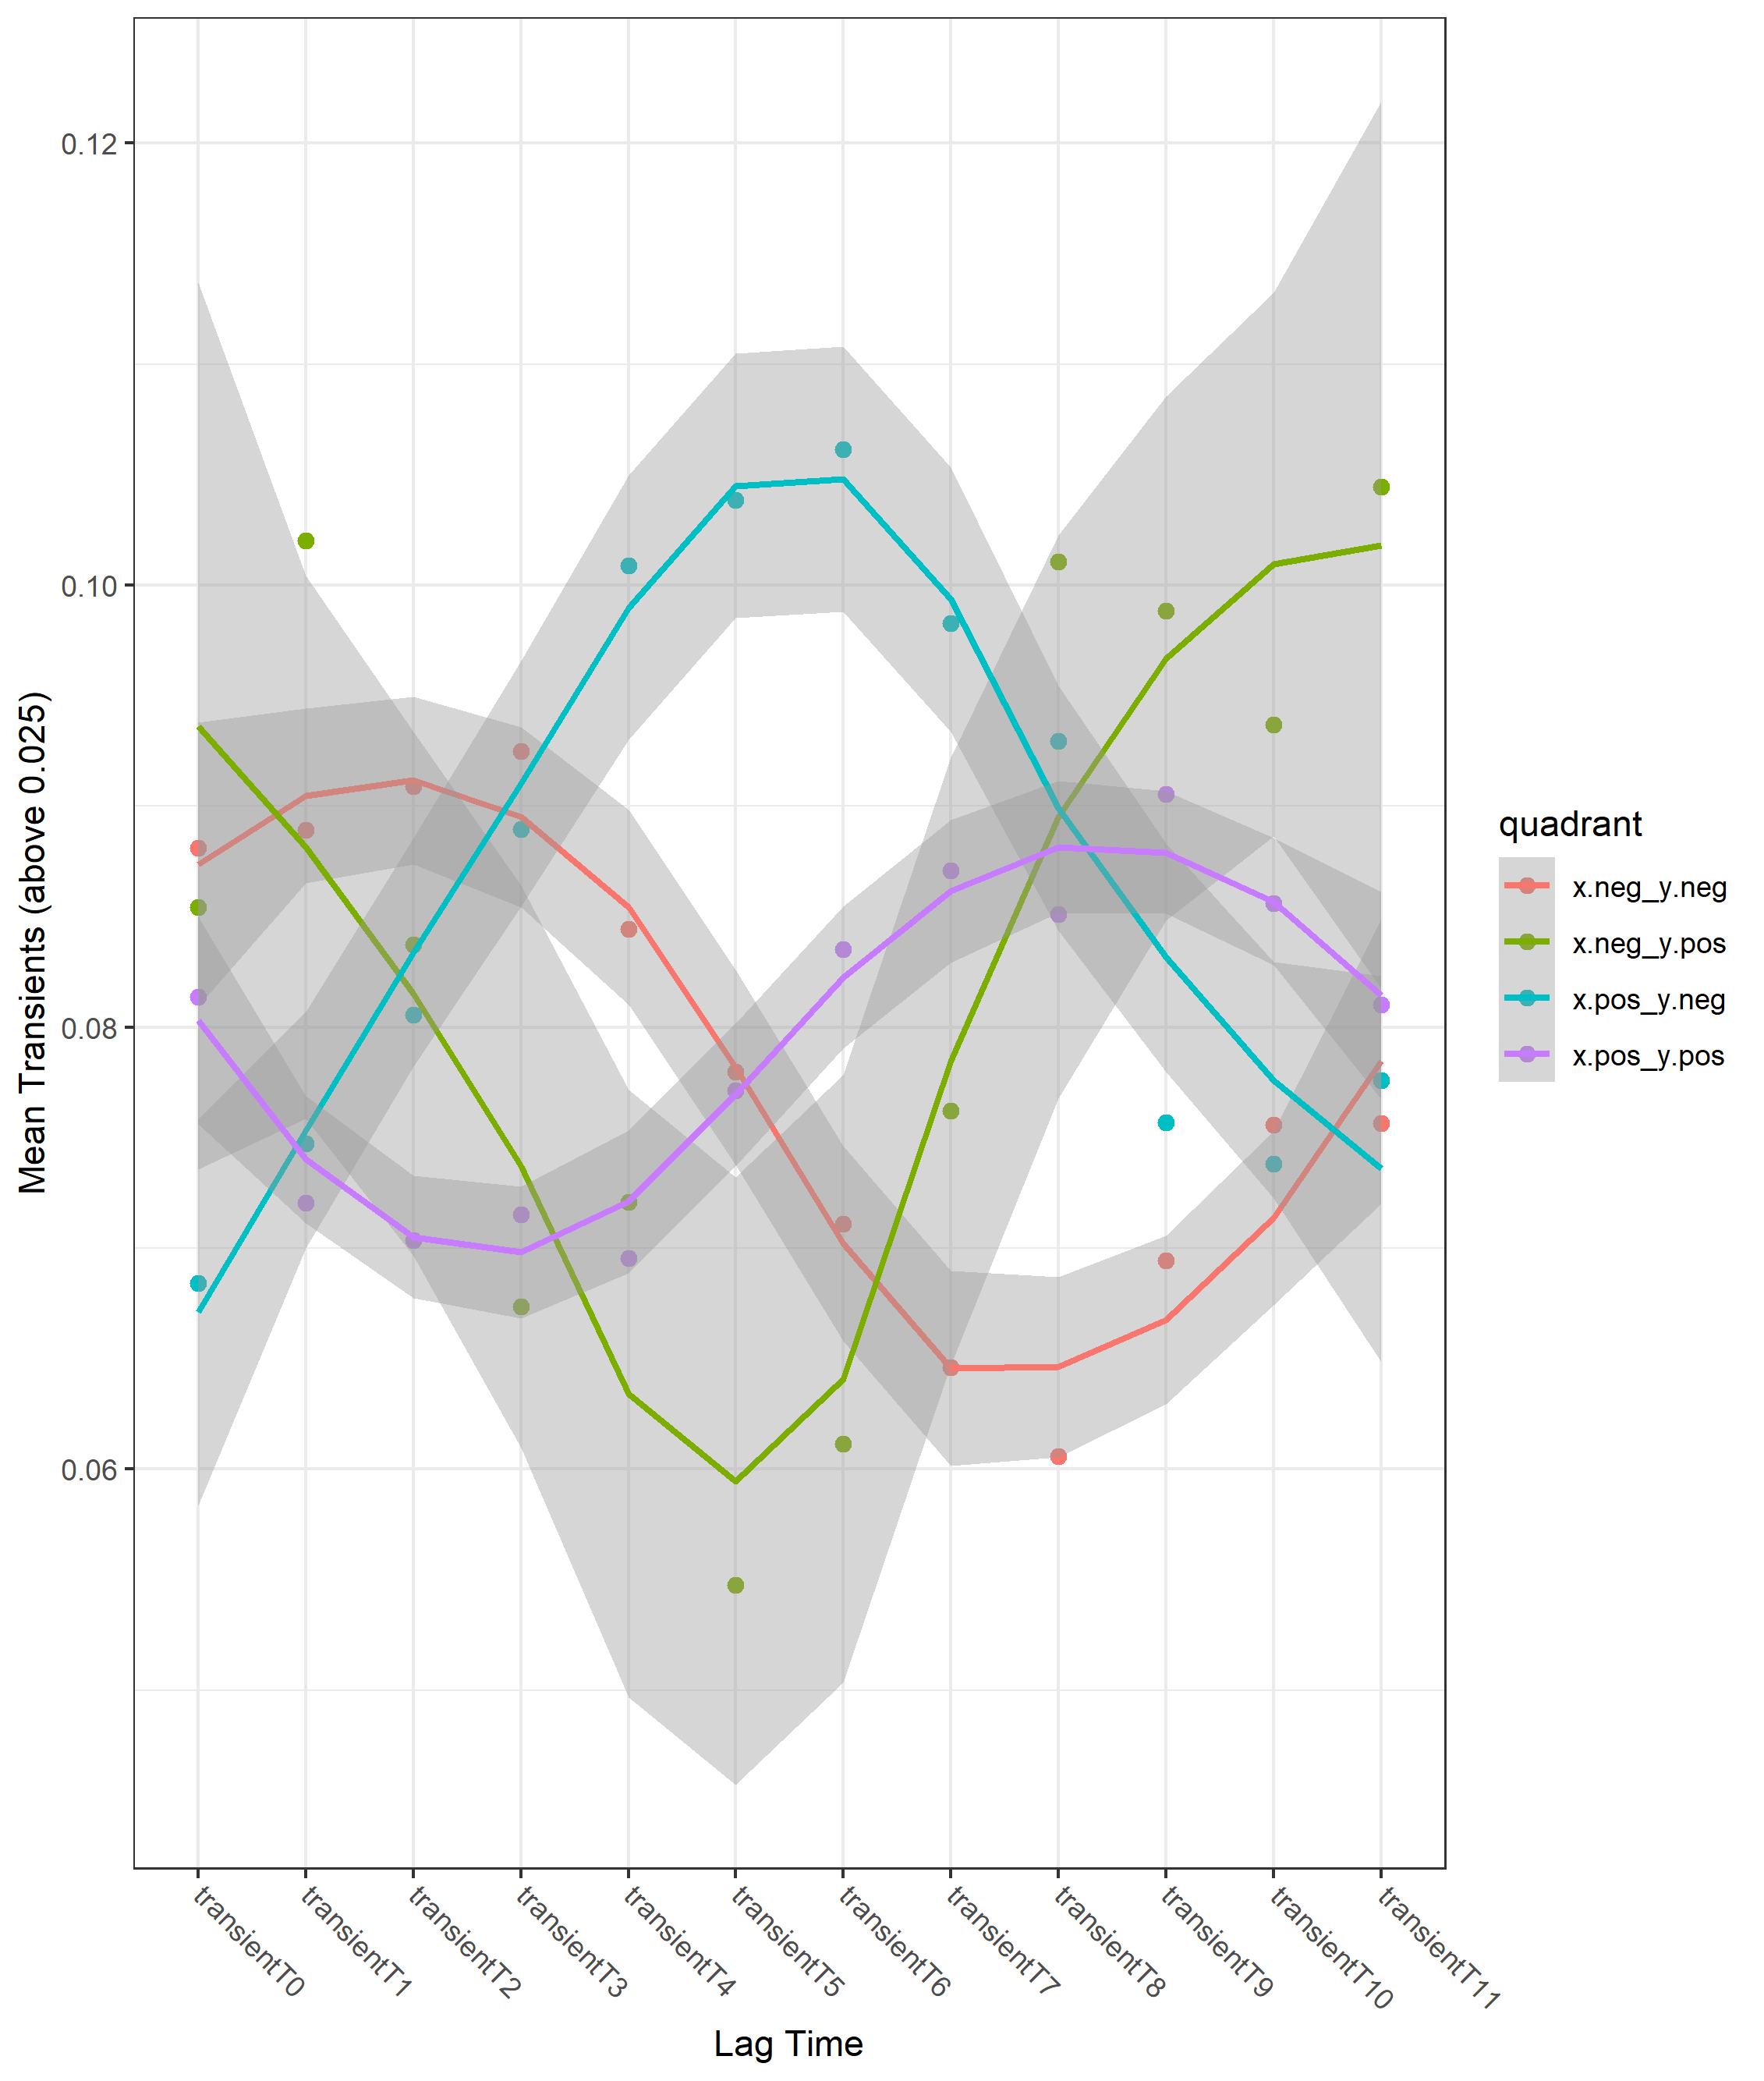 Mean Transients (above 0.025)
0.12
0.10
0.08
0.06
transientT0
transientT1
transientT2
transientT3
transientT4
transientT5
transientT6
transientT7
transientT8
transientT9
transientT10
transientT11
Lag Time
quadrant
x.neg_y.neg
x.neg_y.pos
x.pos_y.neg
x.pos_y.pos